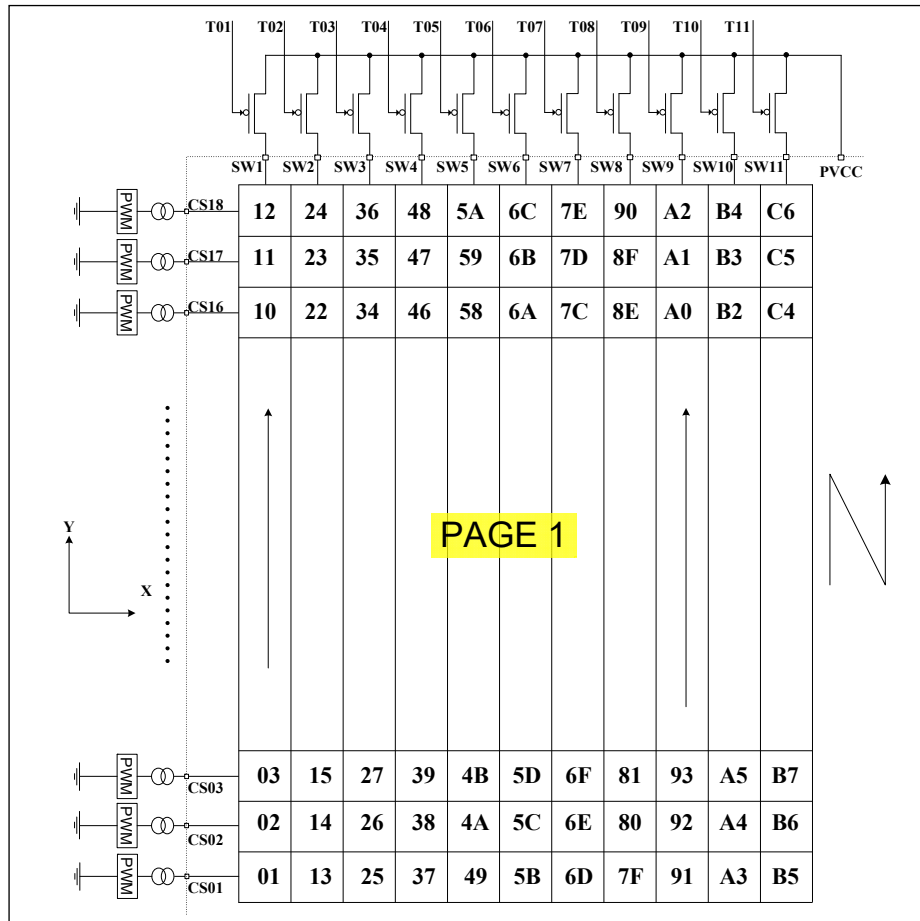 T01 T02 T03 T04 T05 T06 T07 T08 T09 T10 T11
SW1 SW2 SW3 SW4 SW5 SW6 SW7 SW8 SW9 SW10 SW11 PVCC
PWM CS18 12 24 36 48 5A 6C 7E 90 A2 B4 C6
PWM CS17 11 23 35 47 59 6B 7D 8F A1 B3 C5
PWM CS16 10 22 34 46 58 6A 7C 8E A0 B2 C4
PAGE 1
Y
X
PWM CS03 03 15 27 39 4B 5D 6F 81 93 A5 B7
PWM CS02 02 14 26 38 4A 5C 6E 80 92 A4 B6
PWM CS01 01 13 25 37 49 5B 6D 7F 91 A3 B5